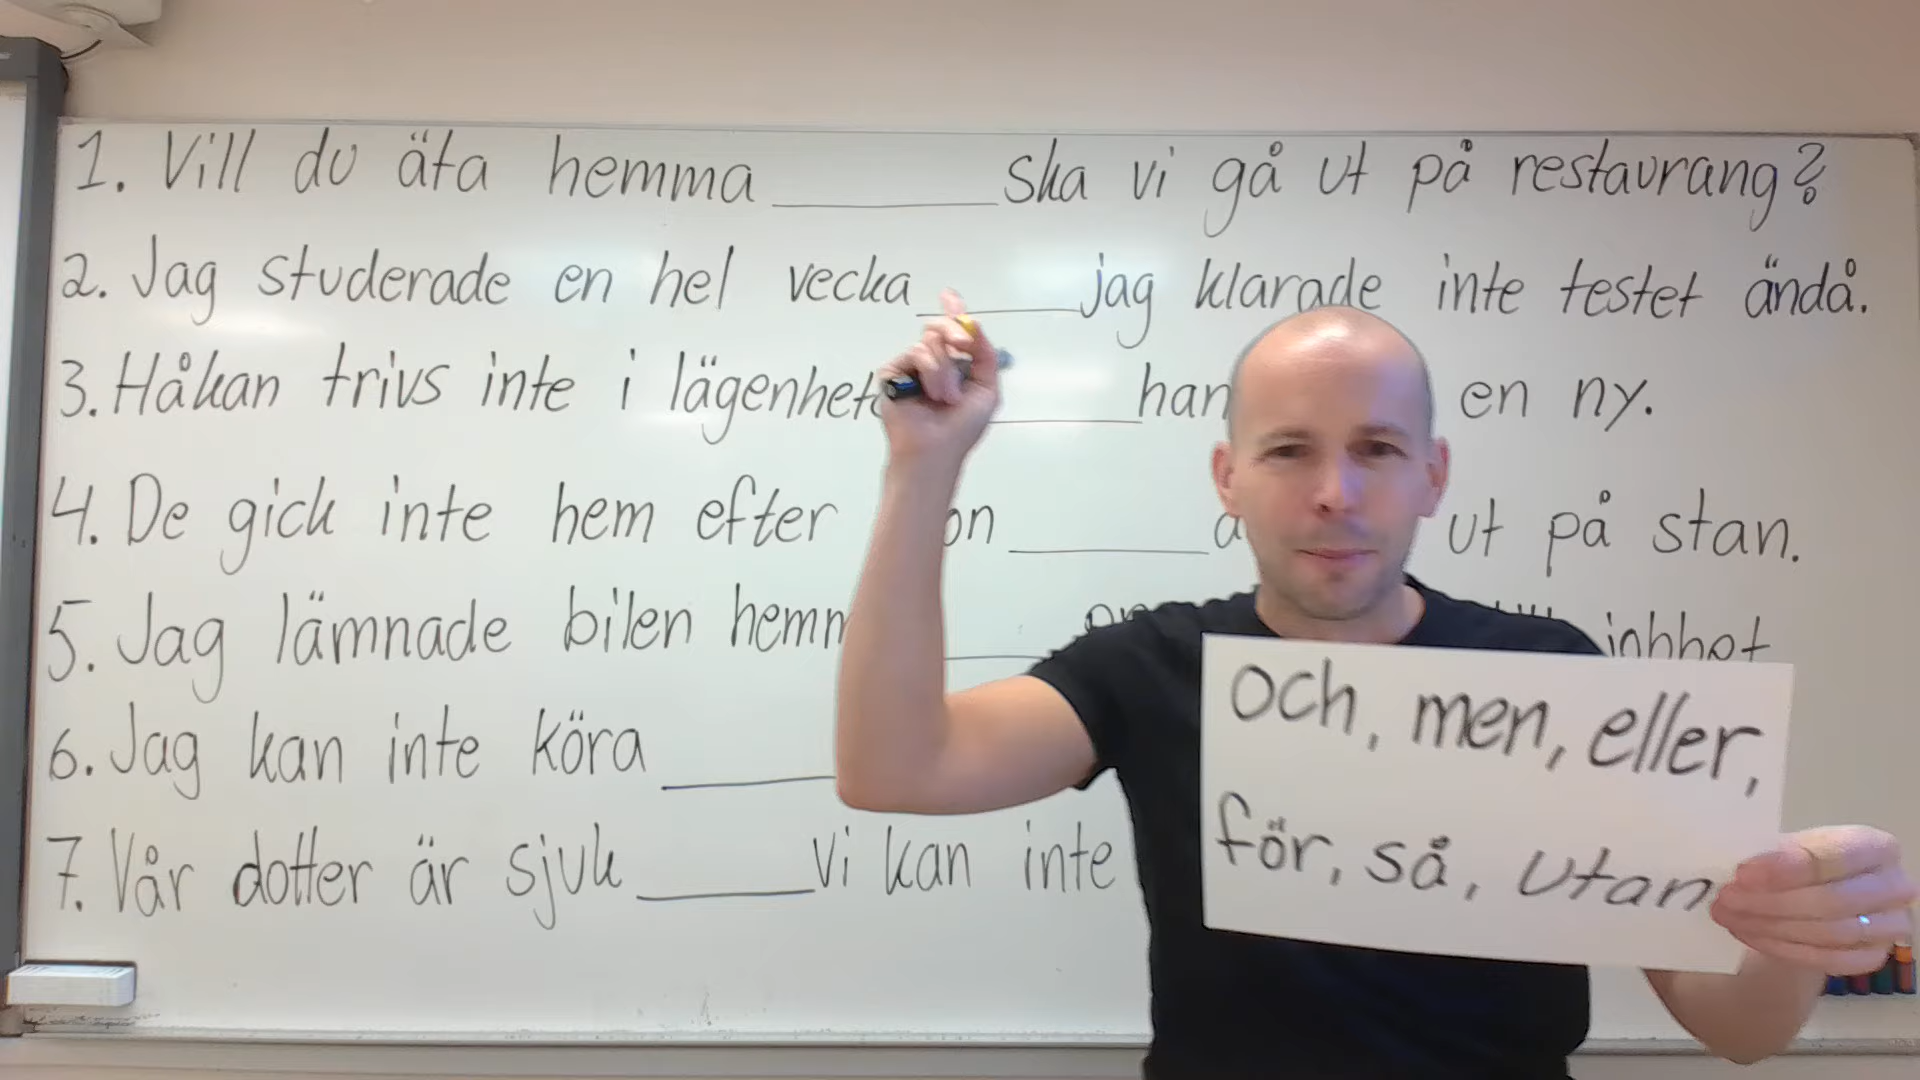 1. Vill du äta hemma ______ ska vi gå ut på restaurang?
2. Jag studerade en hel vecka ______ jag klarade inte testet ändå.
3. Håkan trivs inte i ______ han en ny.
4. De gick inte hem efter ______ ut på stan.
5. Jag lämnade bilen ______
6. Jag kan inte köra ______
7. Vår dotter är sjuk ______ vi kan inte
och, men, eller,
för, så, utan